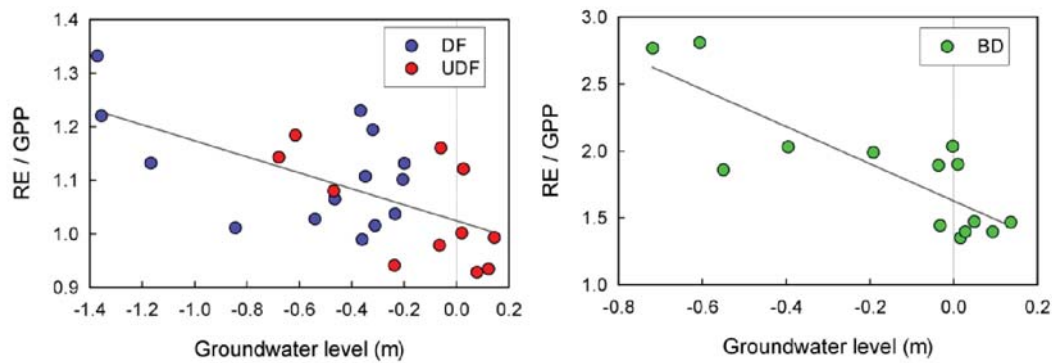 1.4
1.3
1.2
1.1
1.0
0.9
RE / GPP
DF
UDF
-1.4 -1.2 -1.0 -0.8 -0.6 -0.4 -0.2 0.0 0.2
Groundwater level (m)
3.0
2.5
2.0
1.5
1.0
RE / GPP
BD
-0.8 -0.6 -0.4 -0.2 0.0 0.2
Groundwater level (m)